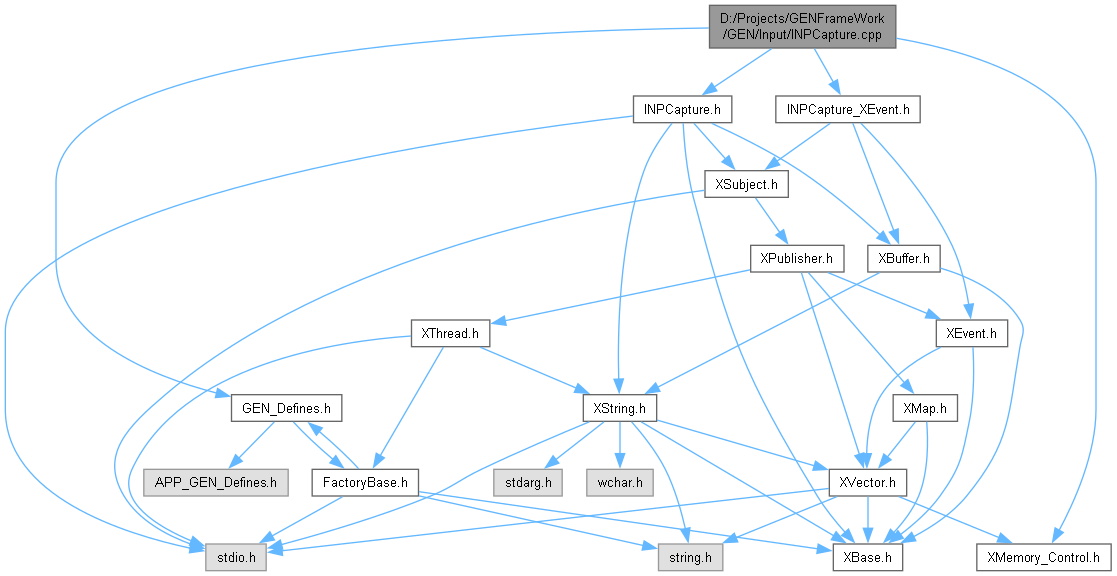 D:/Projects/GENFrameWork
/GEN/Input/INPCapture.cpp
INPCapture.h
INPCapture_XEvent.h
XSubject.h
XPublisher.h
XBuffer.h
XThread.h
XEvent.h
GEN_Defines.h
XString.h
XMap.h
APP_GEN_Defines.h
FactoryBase.h
stdarg.h
wchar.h
XVector.h
stdio.h
string.h
XBase.h
XMemory_Control.h